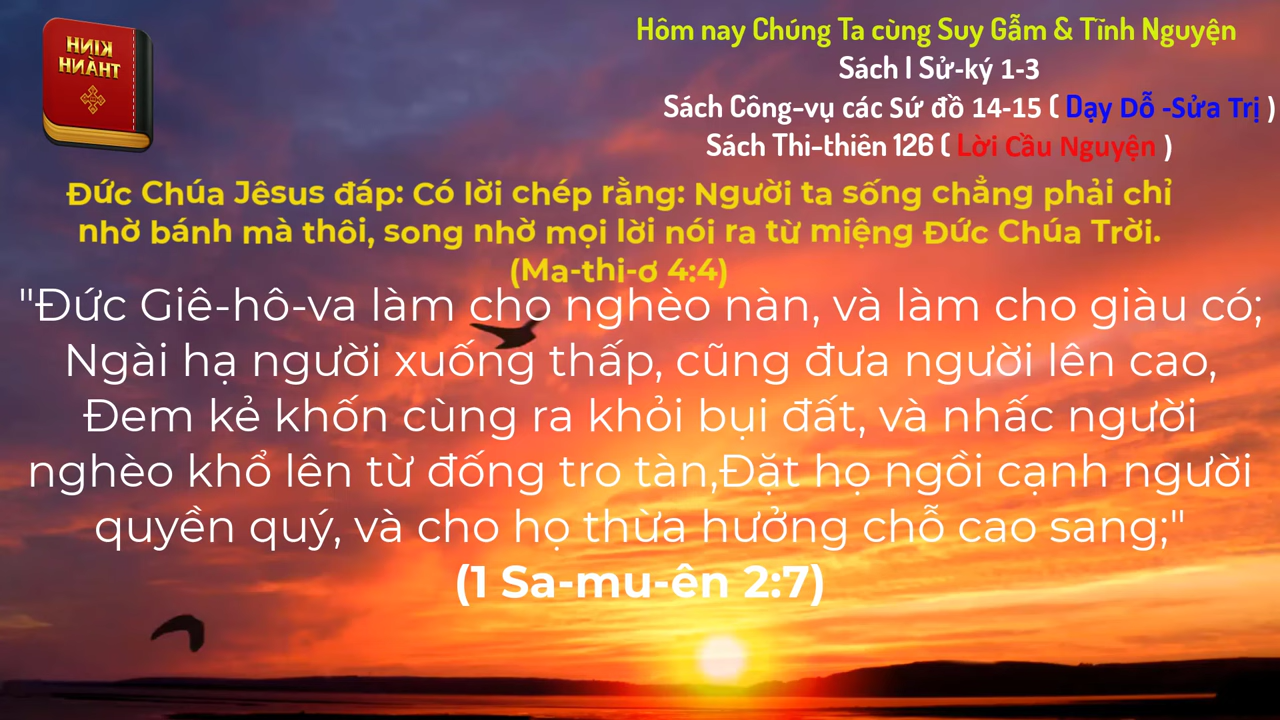 KINH
THÀNH
Hôm nay Chúng Ta cùng Suy Gẫm & Tĩnh Nguyện
Sách I Sử-ký 1-3
Sách Công-vụ các Sứ đồ 14-15 ( Dạy Dỗ -Sửa Trị )
Sách Thi-thiên 126 ( Lời Cầu Nguyện )
Đức Chúa Jêsus đáp: Có lời chép rằng: Người ta sống chẳng phải chỉ
nhờ bánh mà thôi, song nhờ mọi lời nói ra từ miệng Đức Chúa Trời.
(Ma-thi-ơ 4:4)
"Đức Giê-hô-va làm cho nghèo nàn, và làm cho giàu có;
Ngài hạ người xuống thấp, cũng đưa người lên cao,
Đem kẻ khốn cùng ra khỏi bụi đất, và nhấc người
nghèo khổ lên từ đống tro tàn,Đặt họ ngồi cạnh người
quyền quý, và cho họ thừa hưởng chỗ cao sang;"
(1 Sa-mu-ên 2:7)